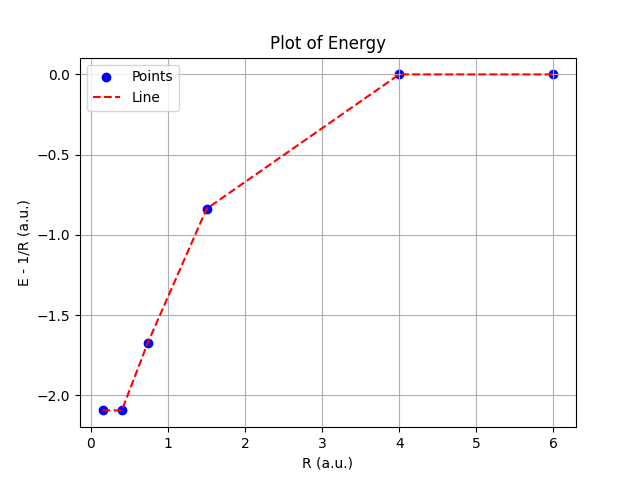 Plot of Energy
Points
Line
0.0
−0.5
−1.0
−1.5
−2.0
E - 1/R (a.u.)
0 1 2 3 4 5 6
R (a.u.)